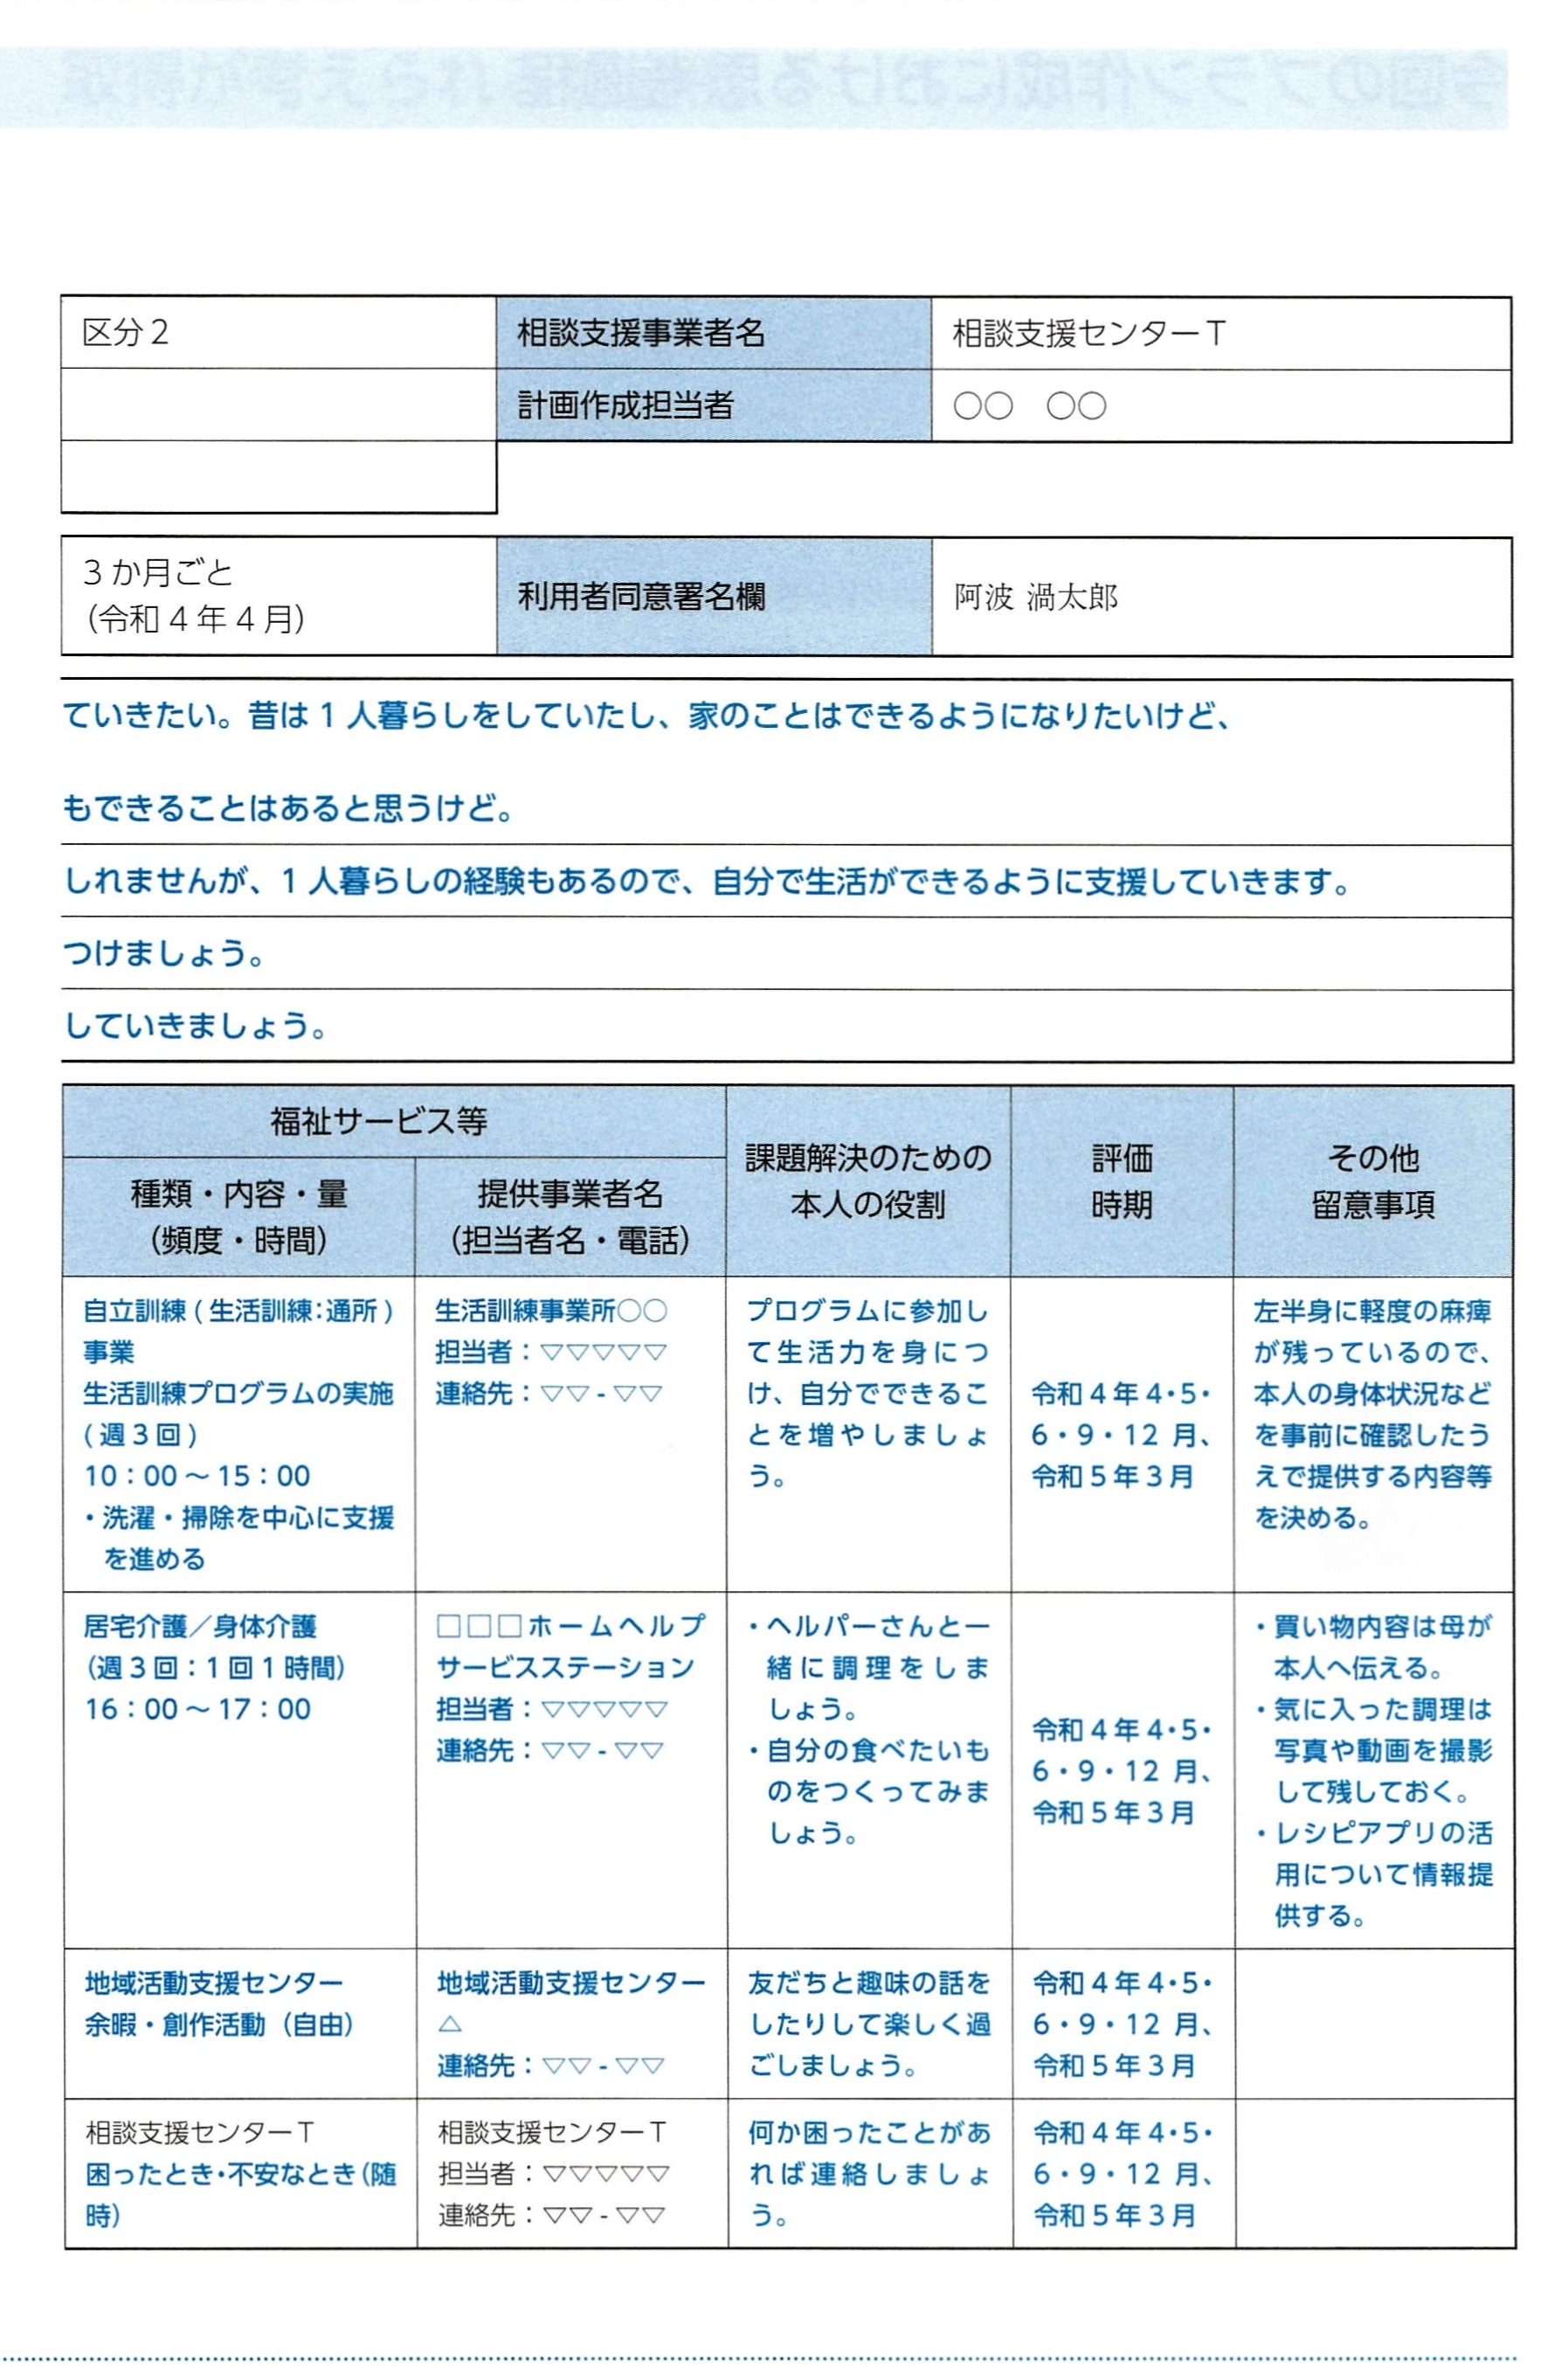 区分2
相談支援事業者名
相談支援センターT
計画作成担当者
○○　○○
3か月ごと
（令和4年4月）
利用者同意署名欄
阿波 渦太郎
ていきたい。昔は1人暮らしをしていたし、家のことはできるようになりたいけど、
もできることはあると思うけど。
しれませんが、1人暮らしの経験もあるので、自分で生活ができるように支援していきます。
つけましょう。
していきましょう。
福祉サービス等
種類・内容・量
（頻度・時間）
提供事業者名
（担当者名・電話）
課題解決のための
本人の役割
評価
時期
その他
留意事項
自立訓練(生活訓練:通所)
事業
生活訓練プログラムの実施
(週3回)
10：00～15：00
・洗濯・掃除を中心に支援
を進める
生活訓練事業所○○
担当者：▽▽▽▽▽
連絡先：▽▽-▽▽
プログラムに参加し
て生活力を身につ
け、自分でできるこ
とを増やしましょ
う。
令和4年4・5・
6・9・12月、
令和5年3月
左半身に軽度の麻痺
が残っているので、
本人の身体状況など
を事前に確認したう
えで提供する内容等
を決める。
居宅介護／身体介護
（週3回：1回1時間）
16：00～17：00
□□□ホームヘルプ
サービスステーション
担当者：▽▽▽▽▽
連絡先：▽▽-▽▽
・ヘルパーさんと一
緒に調理をしま
しょう。
・自分の食べたいも
のをつくってみま
しょう。
令和4年4・5・
6・9・12月、
令和5年3月
・買い物内容は母が
本人へ伝える。
・気に入った調理は
写真や動画を撮影
して残しておく。
・レシピアプリの活
用について情報提
供する。
地域活動支援センター
余暇・創作活動（自由）
地域活動支援センター
△
連絡先：▽▽-▽▽
友だちと趣味の話を
したりして楽しく過
ごしましょう。
令和4年4・5・
6・9・12月、
令和5年3月
相談支援センターT
困ったとき・不安なとき（随
時）
相談支援センターT
担当者：▽▽▽▽▽
連絡先：▽▽-▽▽
何か困ったことがあ
れば連絡しましょ
う。
令和4年4・5・
6・9・12月、
令和5年3月